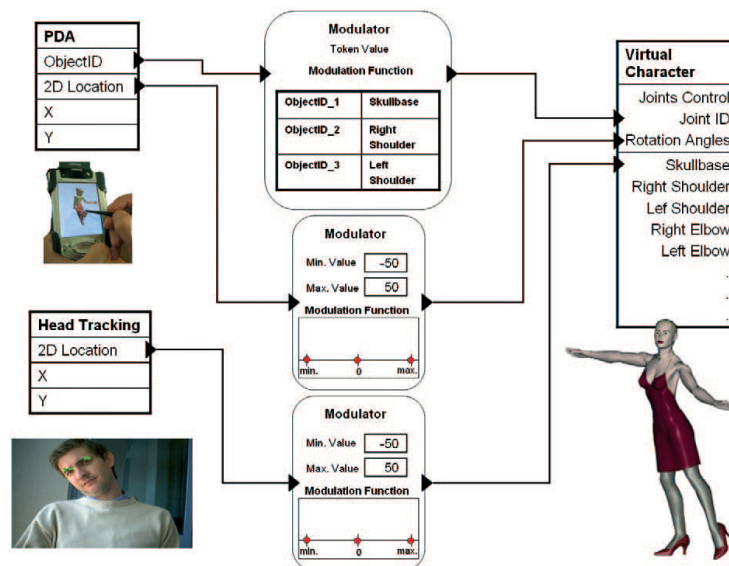 PDA
ObjectID
2D Location
X
Y
Modulator
Token Value
Modulation Function
ObjectID_1 Skullbase
ObjectID_2 Right
Shoulder
ObjectID_3 Left
Shoulder
Modulator
Min. Value -50
Max. Value 50
Modulation Function
min. 0 max.
Head Tracking
2D Location
X
Y
Modulator
Min. Value -50
Max. Value 50
Modulation Function
min. 0 max.
Virtual
Character
Joints Control
Joint ID
Rotation Angles
Skullbase
Right Shoulder
Lef Shoulder
Right Elbow
Left Elbow
.
.
.